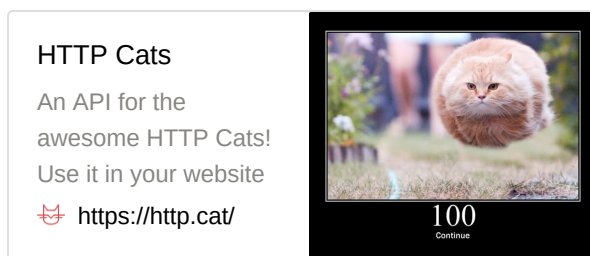 HTTP Cats
An API for the
awesome HTTP Cats!
Use it in your website
https://http.cat/
100
Continue